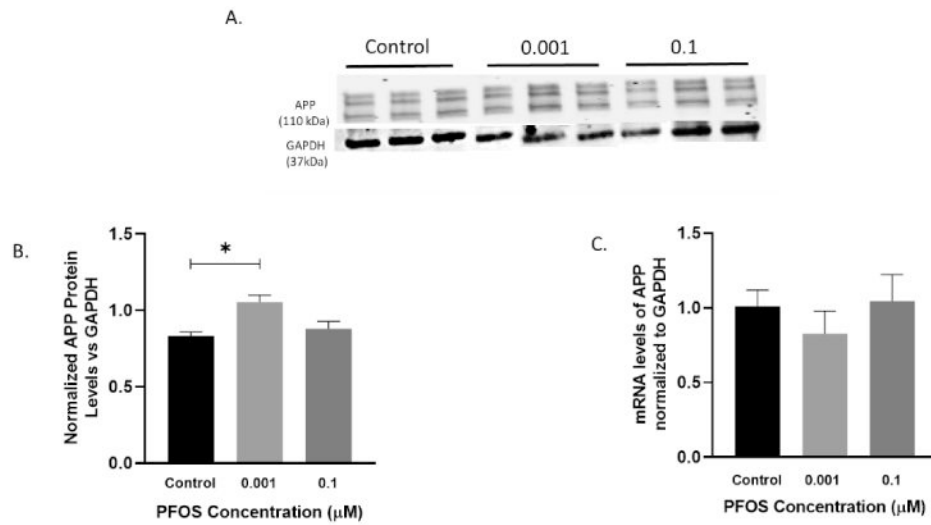 A.
Control 0.001 0.1
APP
(110 kDa)
GAPDH
(37kDa)
B.
Normalized APP Protein
Levels vs GAPDH
1.5
1.0
0.5
0.0
*
Control 0.001 0.1
PFOS Concentration (μM)
C.
mRNA levels of APP
normalized to GAPDH
1.5
1.0
0.5
0.0
Control 0.001 0.1
PFOS Concentration (μM)